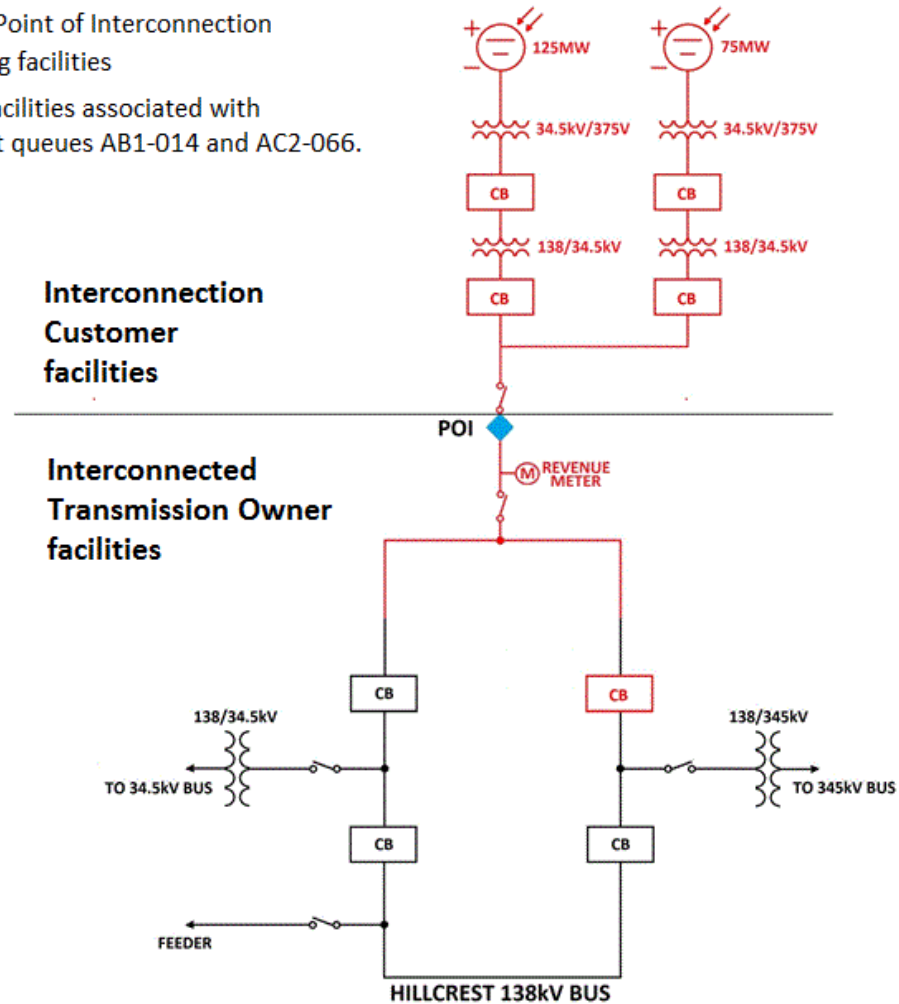 Point of Interconnection
g facilities
acilities associated with
t queues AB1-014 and AC2-066.
+ 125MW
−
+ 75MW
−
34.5kV/375V
34.5kV/375V
CB
CB
138/34.5kV
138/34.5kV
CB
CB
Interconnection
Customer
facilities
POI
M REVENUE
METER
Interconnected
Transmission Owner
facilities
CB
CB
138/34.5kV
138/345kV
TO 34.5kV BUS
TO 345kV BUS
CB
CB
FEEDER
HILLCREST 138kV BUS